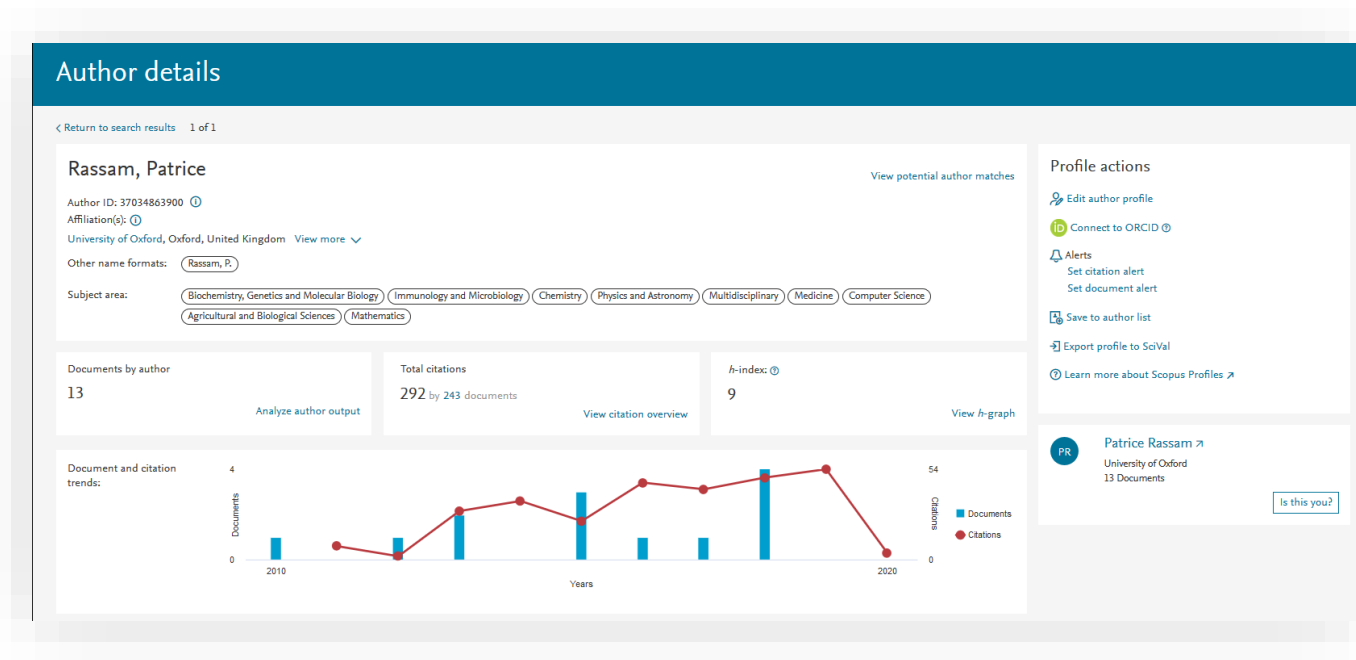 Author details
Return to search results 1 of 1
Rassam, Patrice
View potential author matches
Author ID: 37034863900
Affiliation(s):
University of Oxford, Oxford, United Kingdom View more
Other name formats: Rassam, P.
Subject area: Biochemistry, Genetics and Molecular Biology Immunology and Microbiology Chemistry Physics and Astronomy Multidisciplinary Medicine Computer Science
Agricultural and Biological Sciences Mathematics
Documents by author
13
Analyze author output
Total citations
292 by 243 documents
View citation overview
h-index:
9
View h-graph
Document and citation
trends:
4
Documents
0
2010
Years
2020
54
Citations
0
Documents
Citations
Profile actions
Edit author profile
iD Connect to ORCID
Alerts
Set citation alert
Set document alert
Save to author list
Export profile to SciVal
Learn more about Scopus Profiles
PR
Patrice Rassam
University of Oxford
13 Documents
Is this you?